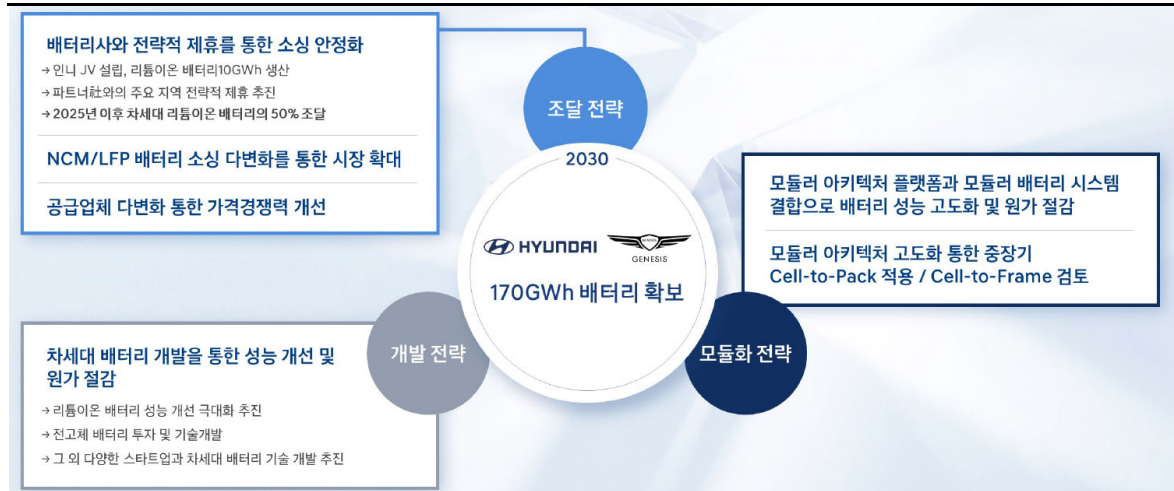 배터리사와 전략적 제휴를 통한 소싱 안정화
→ 인니 JV 설립, 리튬이온 배터리10GWh 생산
→ 파트너社와의 주요 지역 전략적 제휴 추진
→ 2025년 이후 차세대 리튬이온 배터리의 50% 조달
NCM/LFP 배터리 소싱 다변화를 통한 시장 확대
공급업체 다변화 통한 가격경쟁력 개선
조달 전략
2030
HYUNDAI
GENESIS
GENESIS
170GWh 배터리 확보
모듈러 아키텍처 플랫폼과 모듈러 배터리 시스템
결합으로 배터리 성능 고도화 및 원가 절감
모듈러 아키텍처 고도화 통한 중장기
Cell-to-Pack 적용 / Cell-to-Frame 검토
개발 전략
모듈화 전략
차세대 배터리 개발을 통한 성능 개선 및
원가 절감
→ 리튬이온 배터리 성능 개선 극대화 추진
→ 전고체 배터리 투자 및 기술개발
→ 그 외 다양한 스타트업과 차세대 배터리 기술 개발 추진